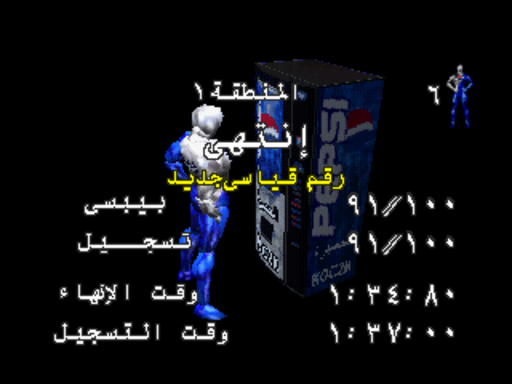 المنطقة ١
٦
إنتهى
رقم قياسي جديد
بيبسى ٩١/١٠٠
تسجيل ٩١/١٠٠
وقت الإنهاء ١:٣٤:٨٠
وقت التسجيل ١:٣٧:٠٠
PEPSI